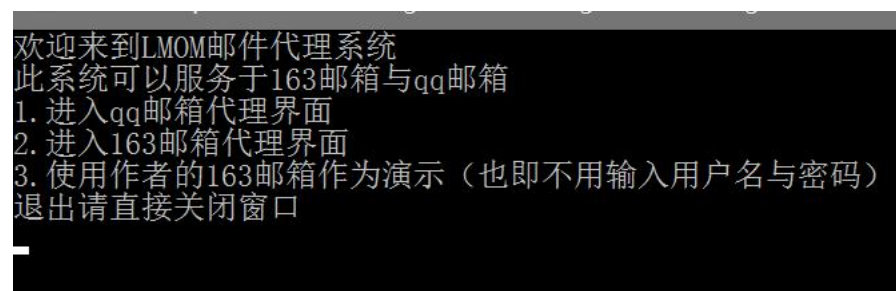 欢迎来到LMOM邮件代理系统
此系统可以服务于163邮箱与qq邮箱
1.进入qq邮箱代理界面
2.进入163邮箱代理界面
3.使用作者的163邮箱作为演示（也即不用输入用户名与密码）
退出请直接关闭窗口